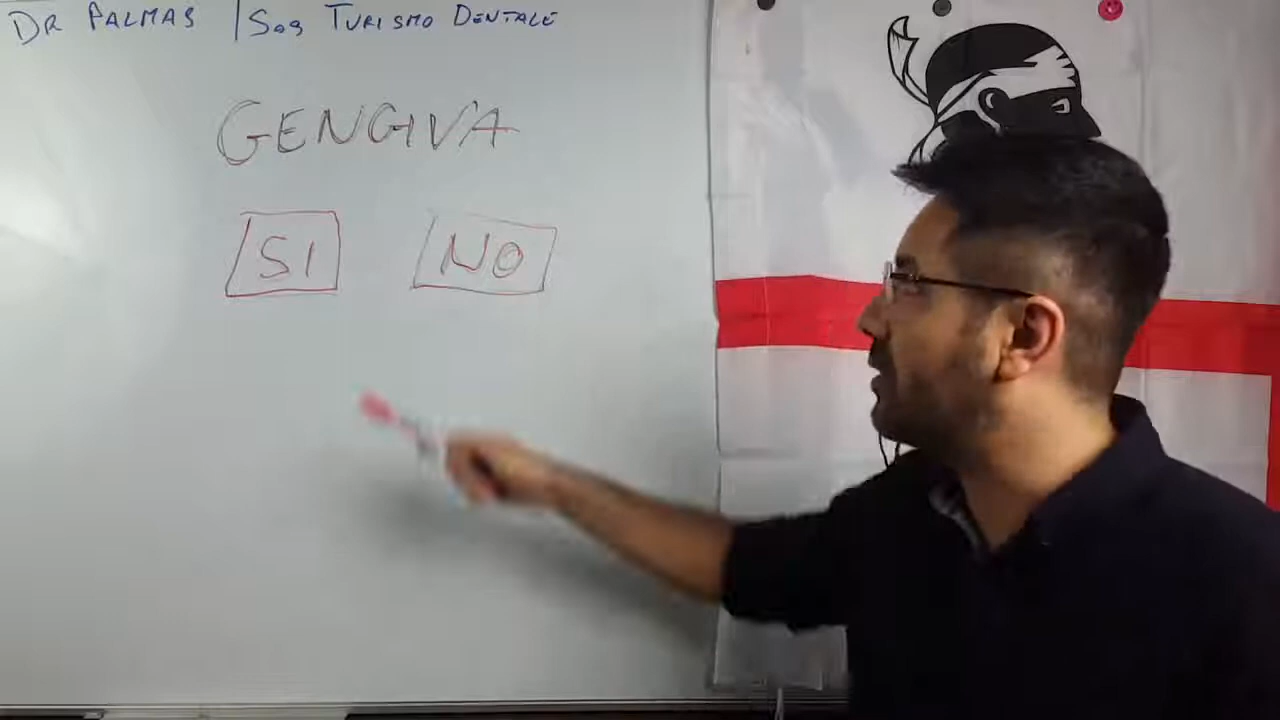 DR PALMAS | SOS TURISMO DENTALE
GENGIVA
SI NO